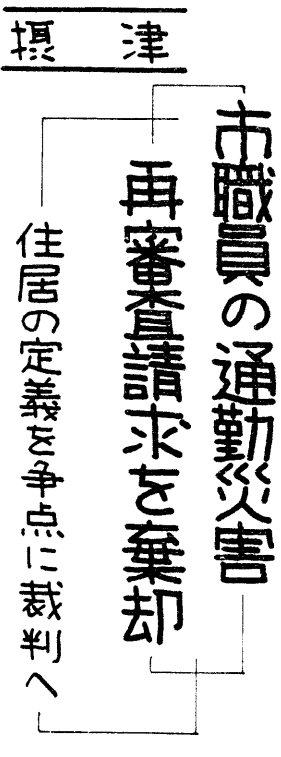 摂津
市職員の通勤災害
再審査請求を棄却
住居の定義を争点に裁判へ